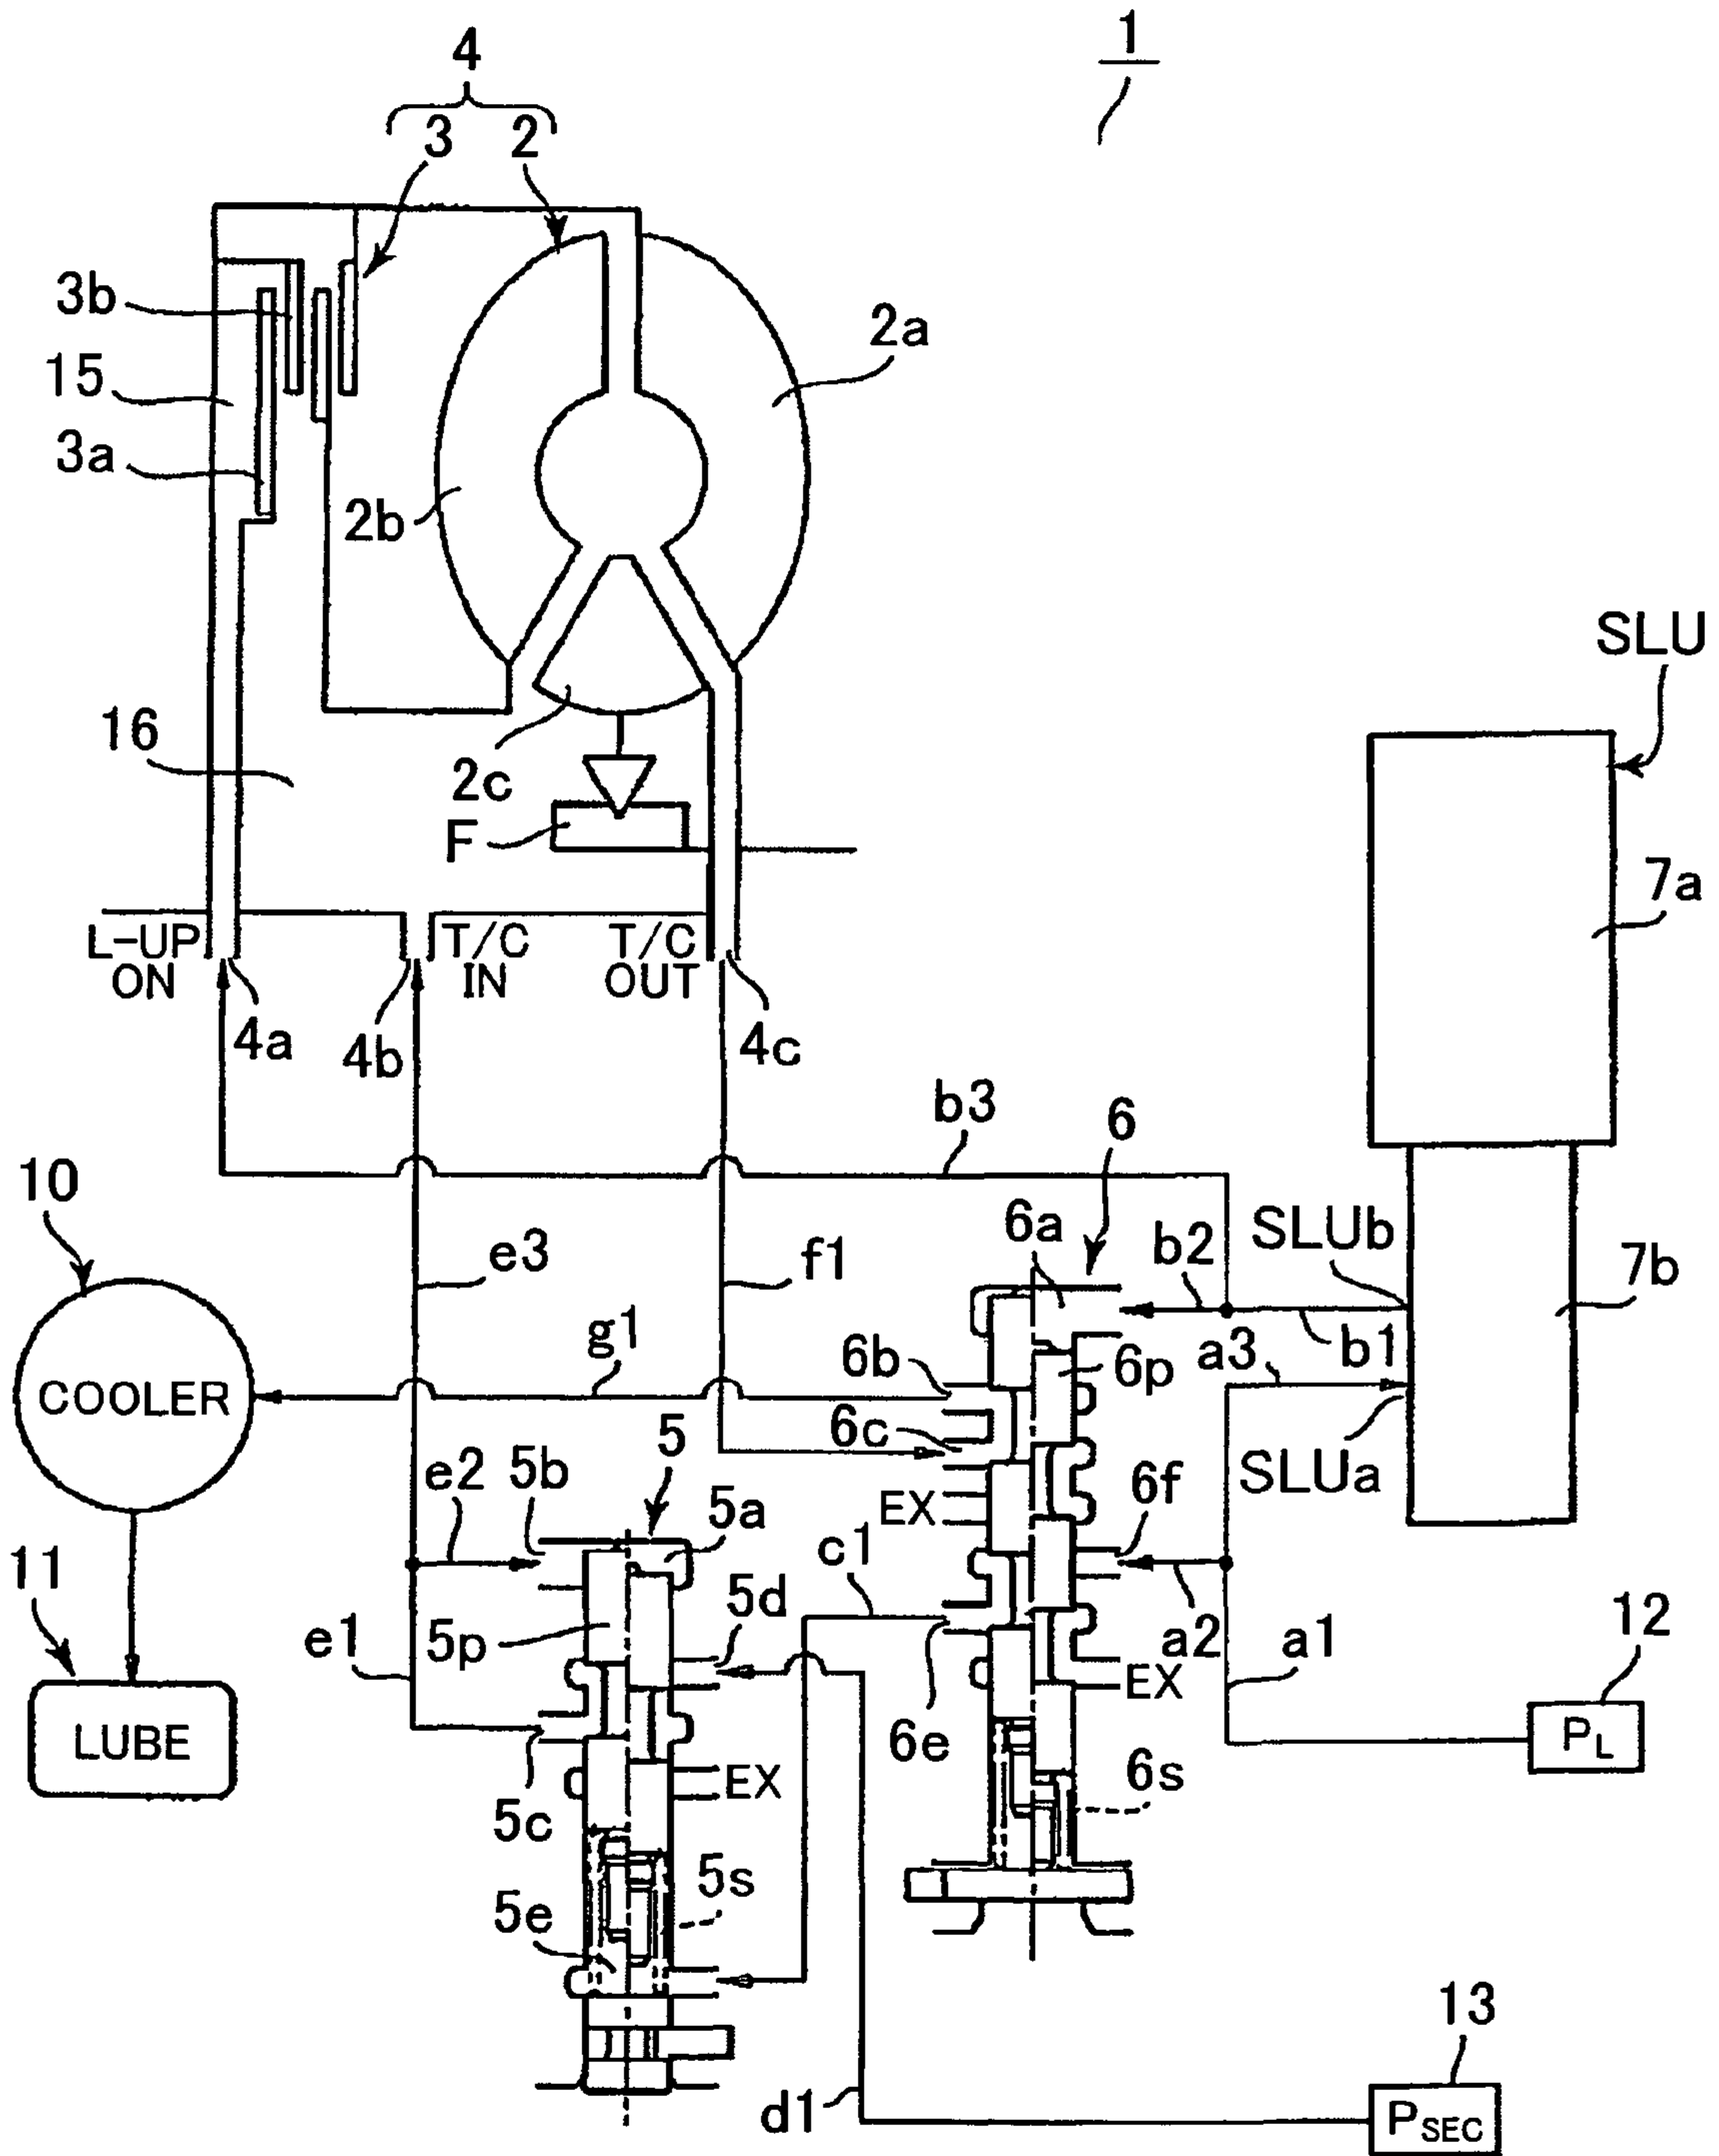 1
4
3 2
3b
2a
15
3a
2b
SLU
16
2c
7a
F
L-UP T/C T/C
ON IN OUT
4a 4b 4c
b3 6
10
6a
b2 SLUb
e3 f1
7b
g1
6b 6p a3 b1
COOLER
6c
5
e2 5b
SLUa
6f
5a
EX
c1
11
5d
12
e1 5p
a2 a1
EX
LUBE
6e
PL
6s
EX
5c
5s
5e
13
d1
PSEC